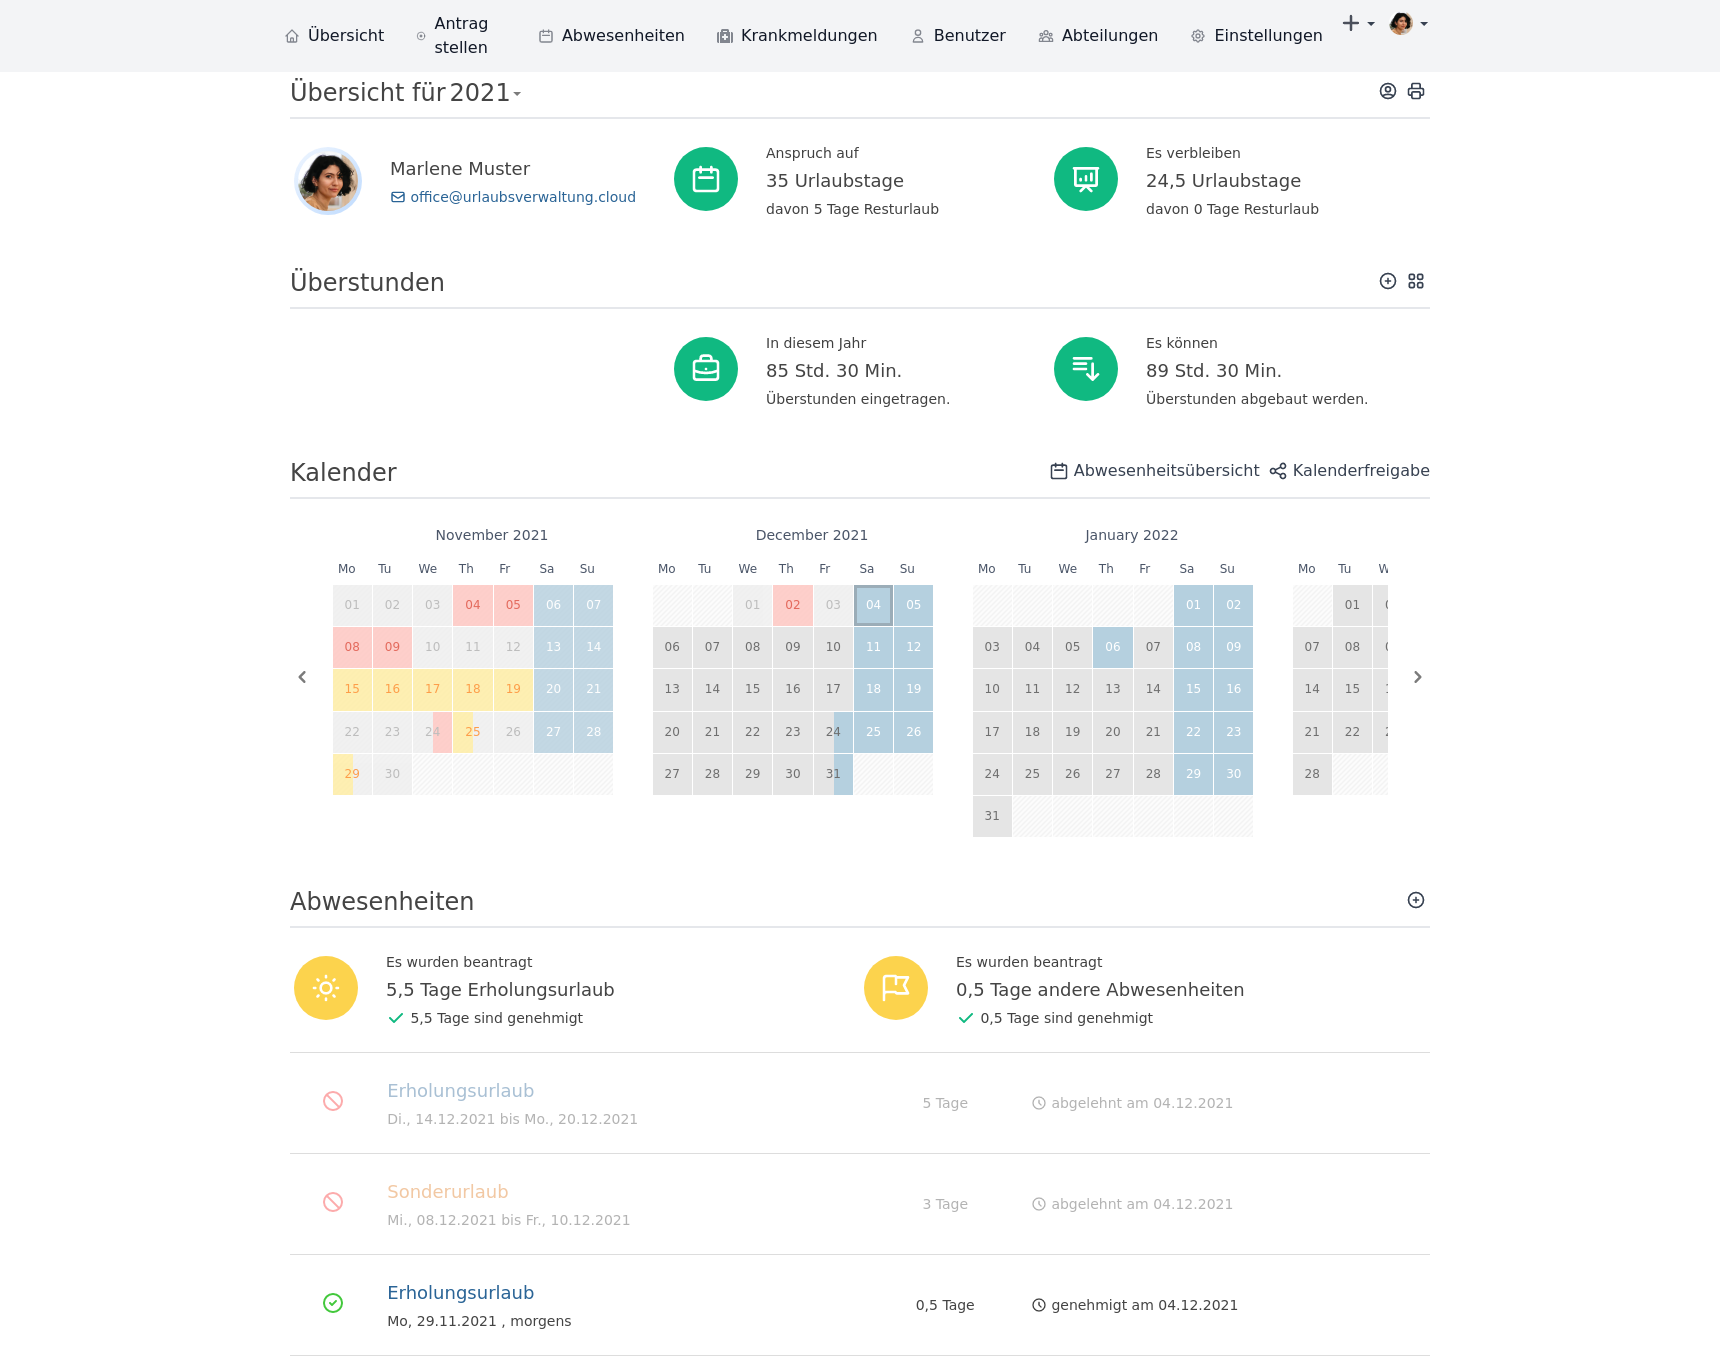 Übersicht
Antrag stellen
Abwesenheiten
Krankmeldungen
Benutzer
Abteilungen
Einstellungen
Übersicht für 2021
Marlene Muster
office@urlaubsverwaltung.cloud
Anspruch auf
35 Urlaubstage
davon 5 Tage Resturlaub
Es verbleiben
24,5 Urlaubstage
davon 0 Tage Resturlaub
Überstunden
In diesem Jahr
85 Std. 30 Min.
Überstunden eingetragen.
Es können
89 Std. 30 Min.
Überstunden abgebaut werden.
Kalender
Abwesenheitsübersicht
Kalenderfreigabe
November 2021
Mo Tu We Th Fr Sa Su
01 02 03 04 05 06 07
08 09 10 11 12 13 14
15 16 17 18 19 20 21
22 23 24 25 26 27 28
29 30
December 2021
Mo Tu We Th Fr Sa Su
01 02 03 04 05
06 07 08 09 10 11 12
13 14 15 16 17 18 19
20 21 22 23 24 25 26
27 28 29 30 31
January 2022
Mo Tu We Th Fr Sa Su
01 02
03 04 05 06 07 08 09
10 11 12 13 14 15 16
17 18 19 20 21 22 23
24 25 26 27 28 29 30
31
Mo Tu
01
07 08
14 15
21 22
28
Abwesenheiten
Es wurden beantragt
5,5 Tage Erholungsurlaub
5,5 Tage sind genehmigt
Es wurden beantragt
0,5 Tage andere Abwesenheiten
0,5 Tage sind genehmigt
Erholungsurlaub
Di., 14.12.2021 bis Mo., 20.12.2021
5 Tage
abgelehnt am 04.12.2021
Sonderurlaub
Mi., 08.12.2021 bis Fr., 10.12.2021
3 Tage
abgelehnt am 04.12.2021
Erholungsurlaub
Mo, 29.11.2021 , morgens
0,5 Tage
genehmigt am 04.12.2021